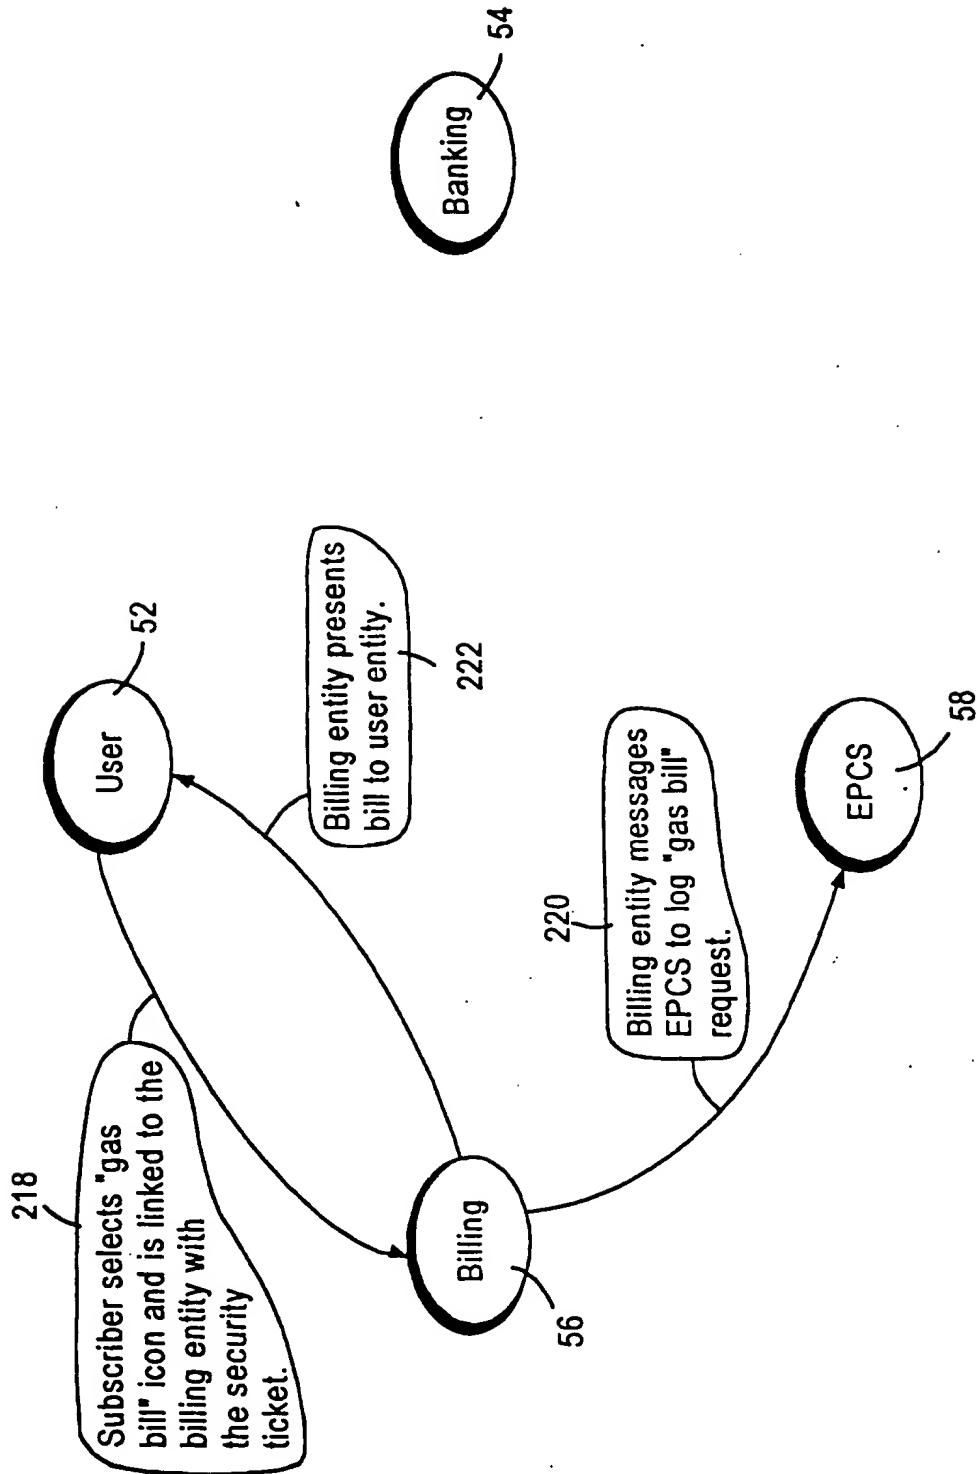 218
Subscriber selects "gas
bill" icon and is linked to the
billing entity with
the security
ticket.
User
52
Billing entity presents
bill to user entity.
222
Banking
54
Billing
56
220
Billing entity messages
EPCS to log "gas bill"
request.
EPCS
58